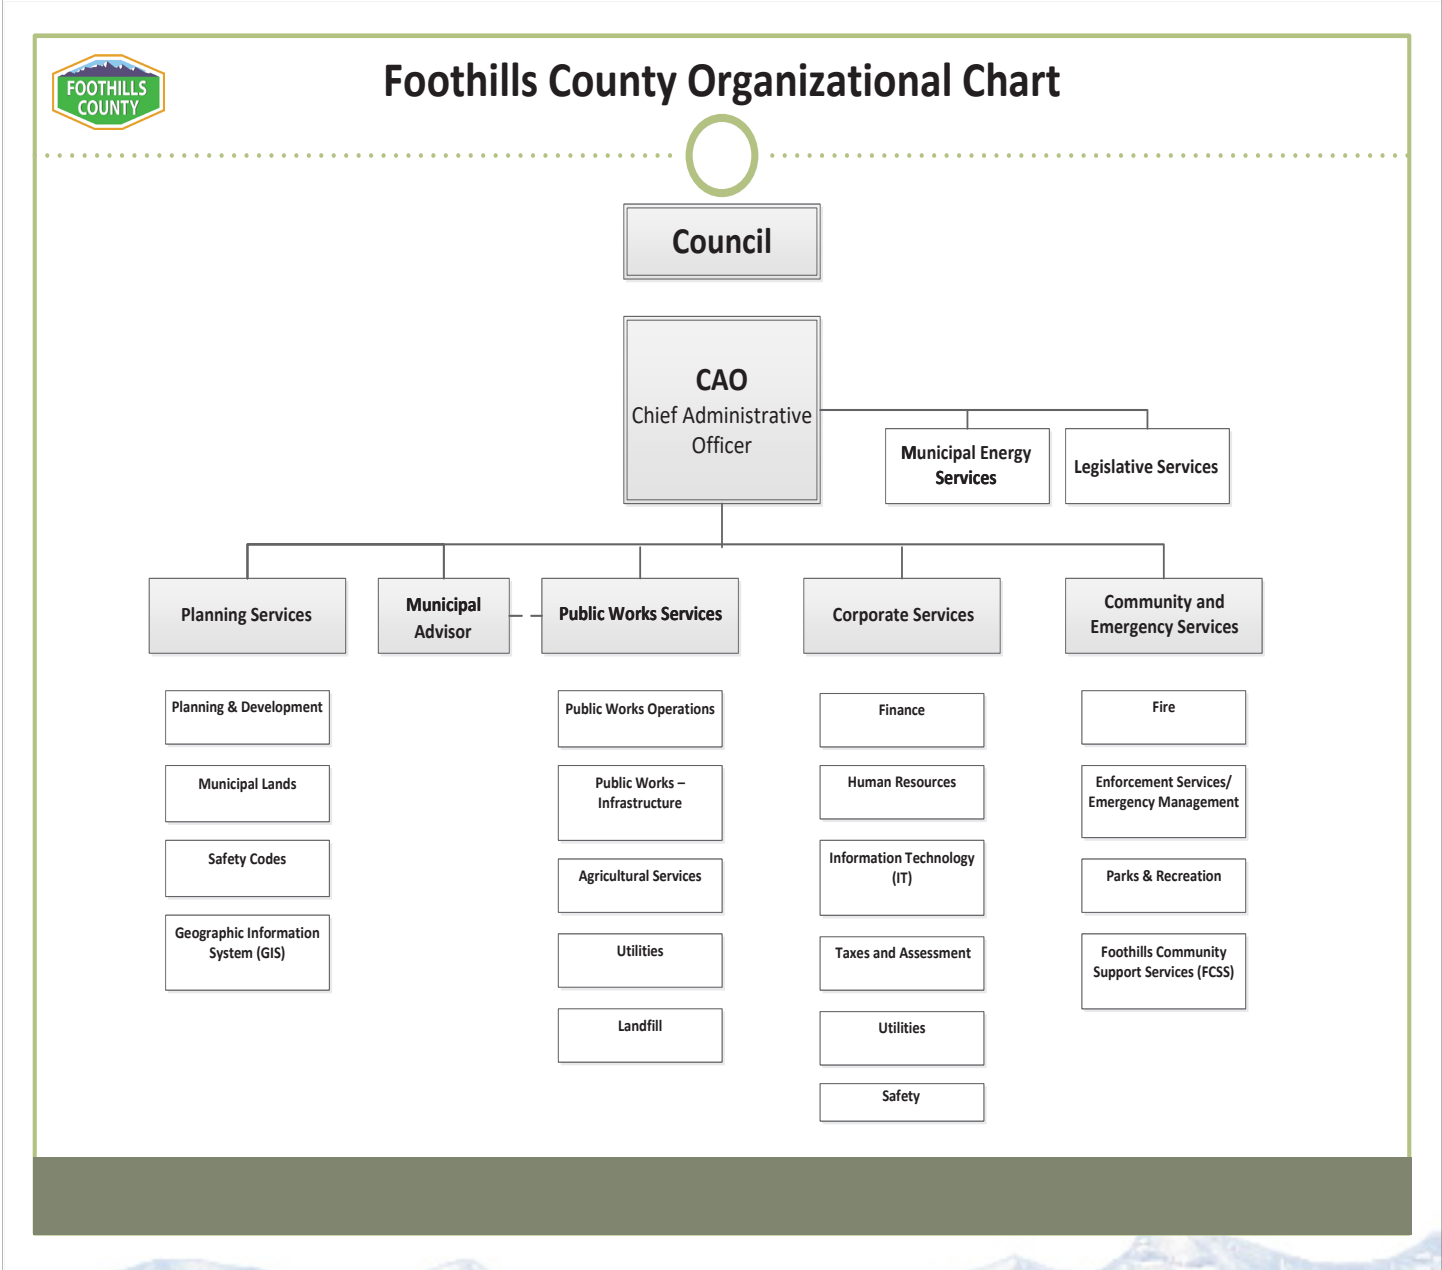 Foothills County Organizational Chart
FOOTHILLS
COUNTY
Council
CAO
Chief Administrative
Officer
Municipal Energy
Services
Legislative Services
Planning Services
Municipal
Advisor
Public Works Services
Corporate Services
Community and
Emergency Services
Planning & Development
Municipal Lands
Safety Codes
Geographic Information
System (GIS)
Public Works Operations
Public Works –
Infrastructure
Agricultural Services
Utilities
Landfill
Finance
Human Resources
Information Technology
(IT)
Taxes and Assessment
Utilities
Safety
Fire
Enforcement Services/
Emergency Management
Parks & Recreation
Foothills Community
Support Services (FCSS)